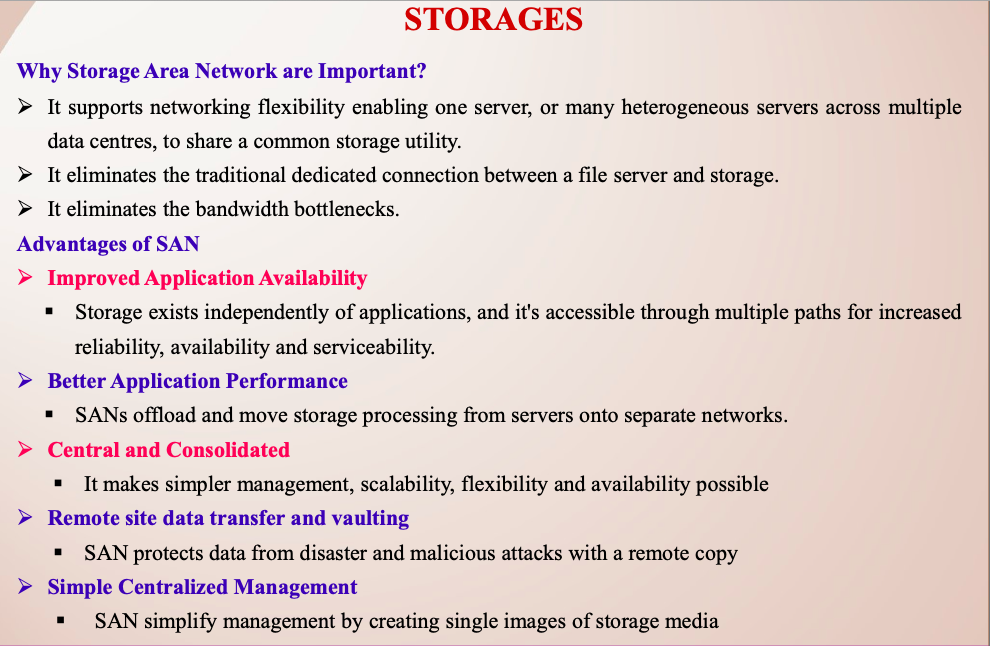 STORAGES
Why Storage Area Network are Important?
➢ It supports networking flexibility enabling one server, or many heterogeneous servers across multiple
data centres, to share a common storage utility.
➢ It eliminates the traditional dedicated connection between a file server and storage.
➢ It eliminates the bandwidth bottlenecks.
Advantages of SAN
➢ Improved Application Availability
▪ Storage exists independently of applications, and it's accessible through multiple paths for increased
reliability, availability and serviceability.
➢ Better Application Performance
▪ SANs offload and move storage processing from servers onto separate networks.
➢ Central and Consolidated
▪ It makes simpler management, scalability, flexibility and availability possible
➢ Remote site data transfer and vaulting
▪ SAN protects data from disaster and malicious attacks with a remote copy
➢ Simple Centralized Management
▪ SAN simplify management by creating single images of storage media